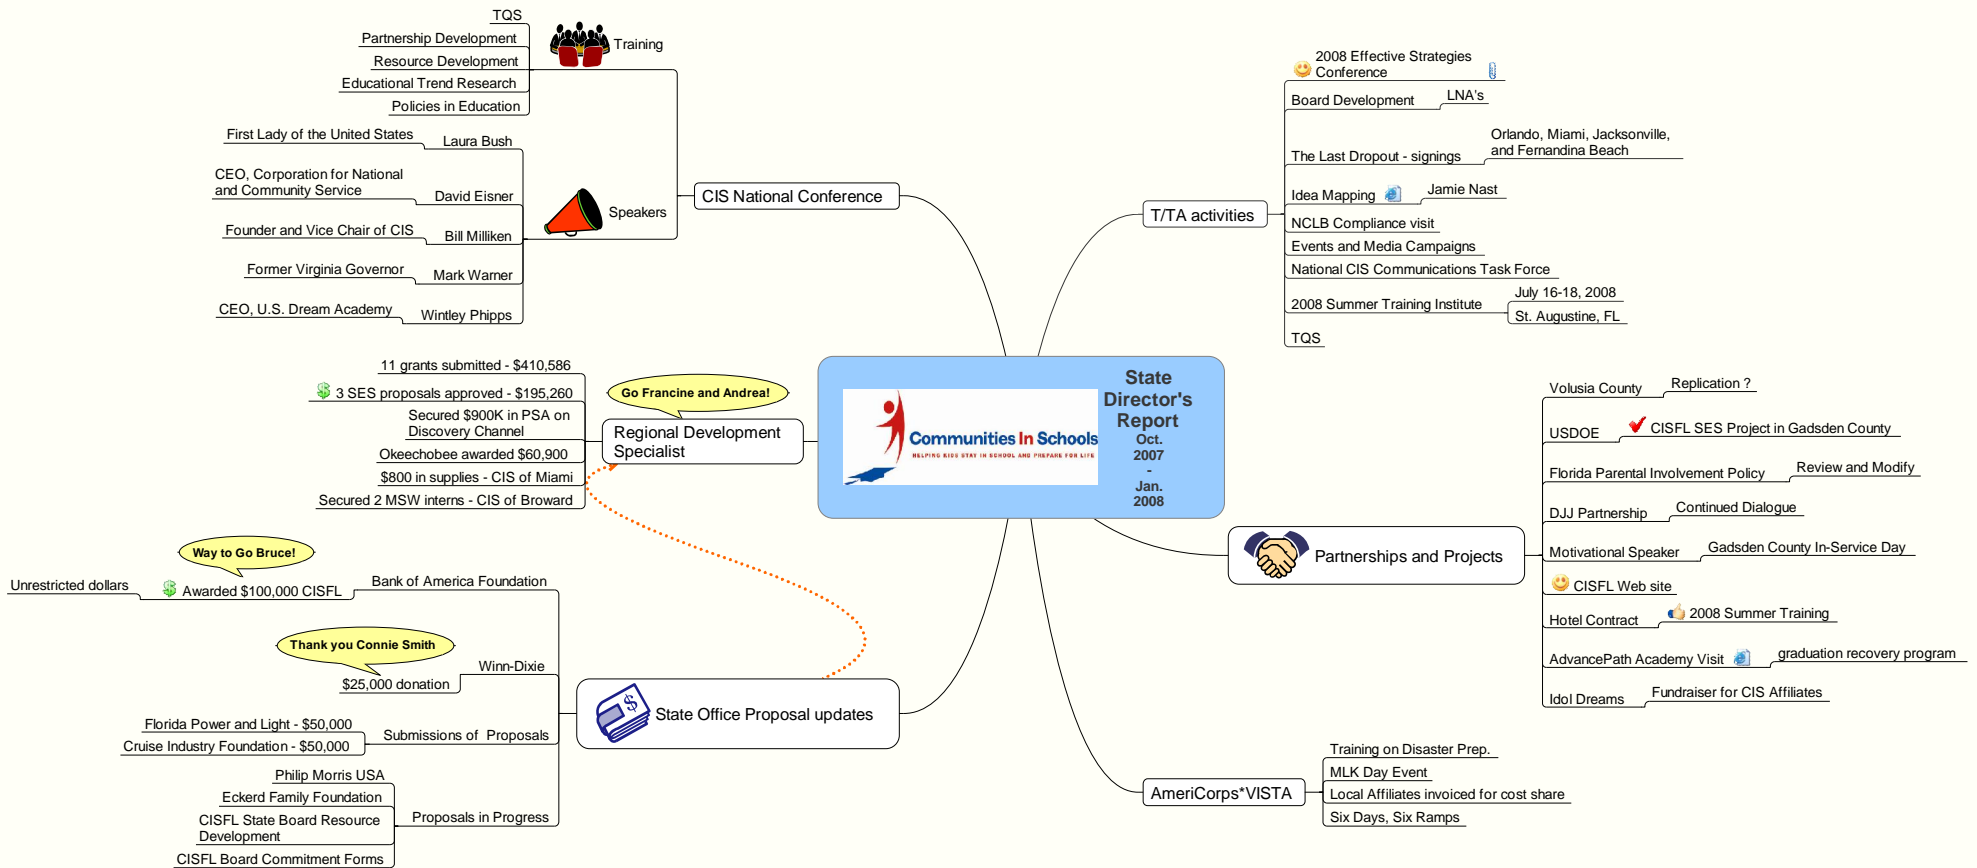 State
Director's
Report
Oct.
2007
-
Jan.
2008
Communities In Schools
HELPING KIDS STAY IN SCHOOL AND PREPARE FOR LIFE
CIS National Conference
Training
TQS
Partnership Development
Resource Development
Educational Trend Research
Policies in Education
Speakers
First Lady of the United States
Laura Bush
CEO, Corporation for National
and Community Service
David Eisner
Founder and Vice Chair of CIS
Bill Milliken
Former Virginia Governor
Mark Warner
CEO, U.S. Dream Academy
Wintley Phipps
Go Francine and Andrea!
Regional Development
Specialist
11 grants submitted - $410,586
3 SES proposals approved - $195,260
Secured $900K in PSA on
Discovery Channel
Okeechobee awarded $60,900
$800 in supplies - CIS of Miami
Secured 2 MSW interns - CIS of Broward
State Office Proposal updates
Way to Go Bruce!
Bank of America Foundation
Awarded $100,000 CISFL
Unrestricted dollars
Thank you Connie Smith
Winn-Dixie
$25,000 donation
Submissions of Proposals
Florida Power and Light - $50,000
Cruise Industry Foundation - $50,000
Proposals in Progress
Philip Morris USA
Eckerd Family Foundation
CISFL State Board Resource
Development
CISFL Board Commitment Forms
T/TA activities
2008 Effective Strategies
Conference
Board Development
LNA's
The Last Dropout - signings
Orlando, Miami, Jacksonville,
and Fernandina Beach
Idea Mapping
Jamie Nast
NCLB Compliance visit
Events and Media Campaigns
National CIS Communications Task Force
2008 Summer Training Institute
July 16-18, 2008
St. Augustine, FL
TQS
Partnerships and Projects
Volusia County
Replication ?
USDOE
CISFL SES Project in Gadsden County
Florida Parental Involvement Policy
Review and Modify
DJJ Partnership
Continued Dialogue
Motivational Speaker
Gadsden County In-Service Day
CISFL Web site
Hotel Contract
2008 Summer Training
AdvancePath Academy Visit
graduation recovery program
Idol Dreams
Fundraiser for CIS Affiliates
AmeriCorps*VISTA
Training on Disaster Prep.
MLK Day Event
Local Affiliates invoiced for cost share
Six Days, Six Ramps